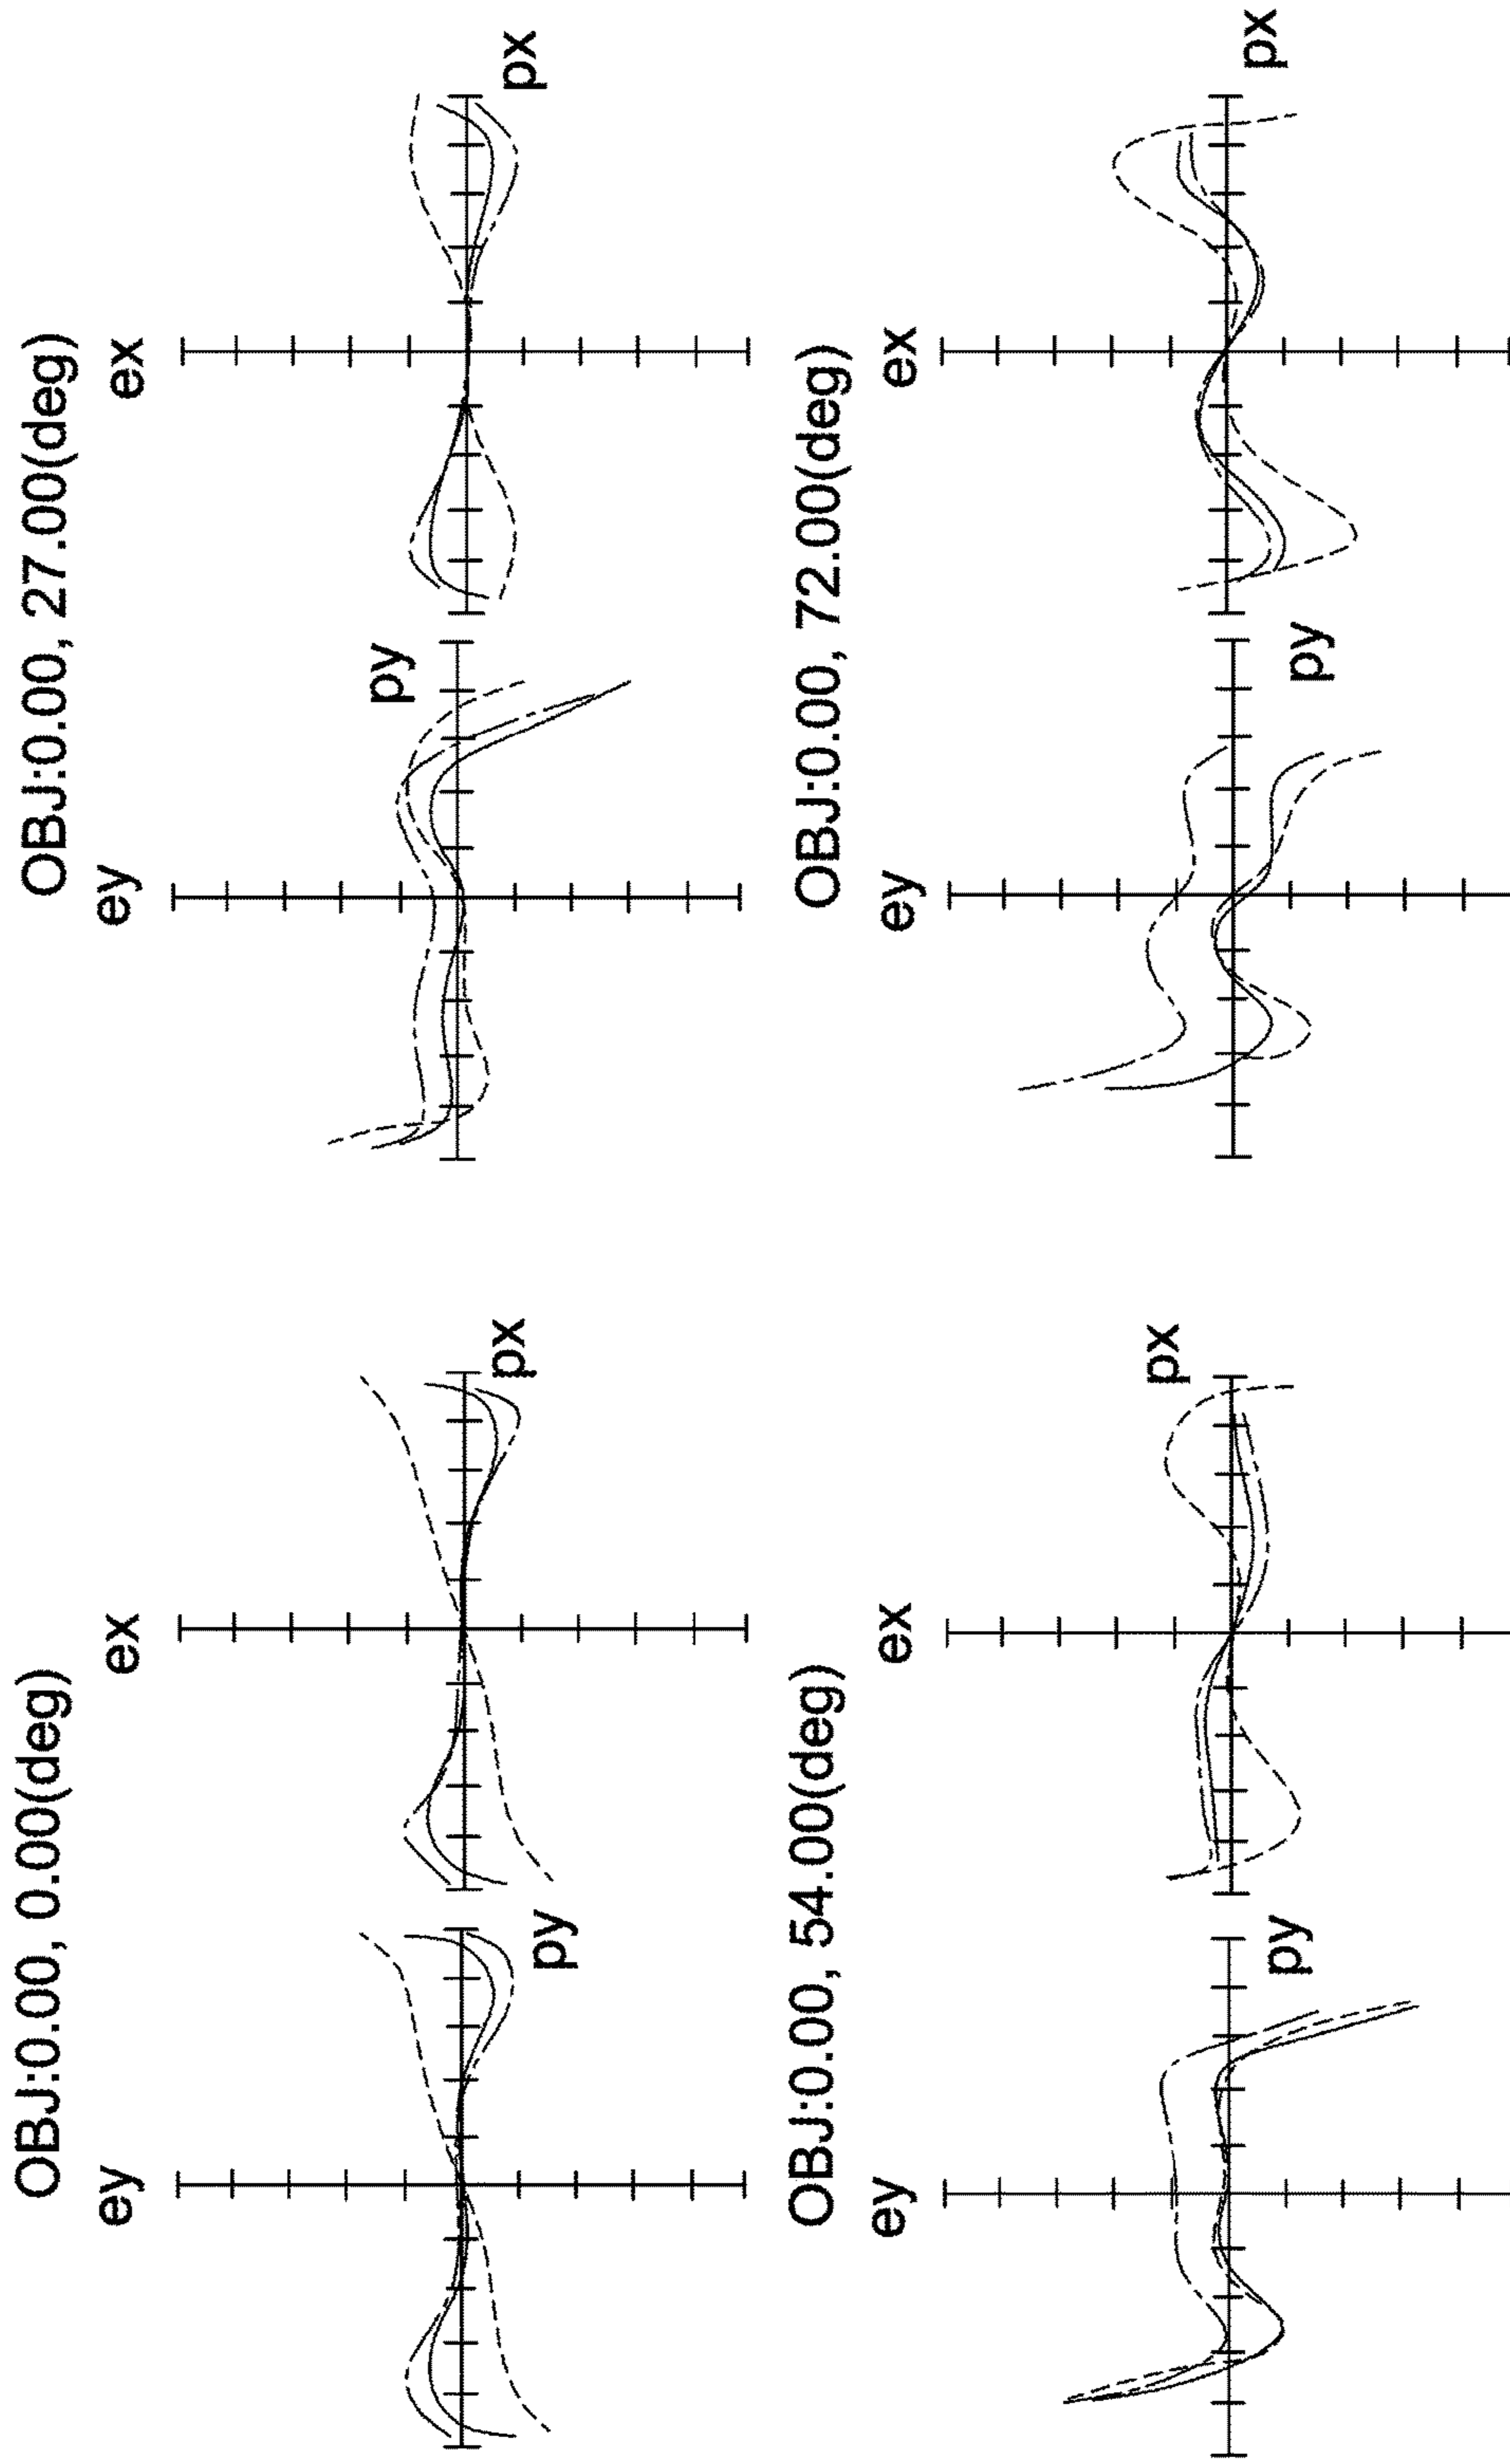 OBJ:0.00, 0.00(deg)
ey
py
ex
px
OBJ:0.00, 27.00(deg)
ey
py
ex
px
OBJ:0.00, 54.00(deg)
ey
py
ex
px
OBJ:0.00, 72.00(deg)
ey
py
ex
px